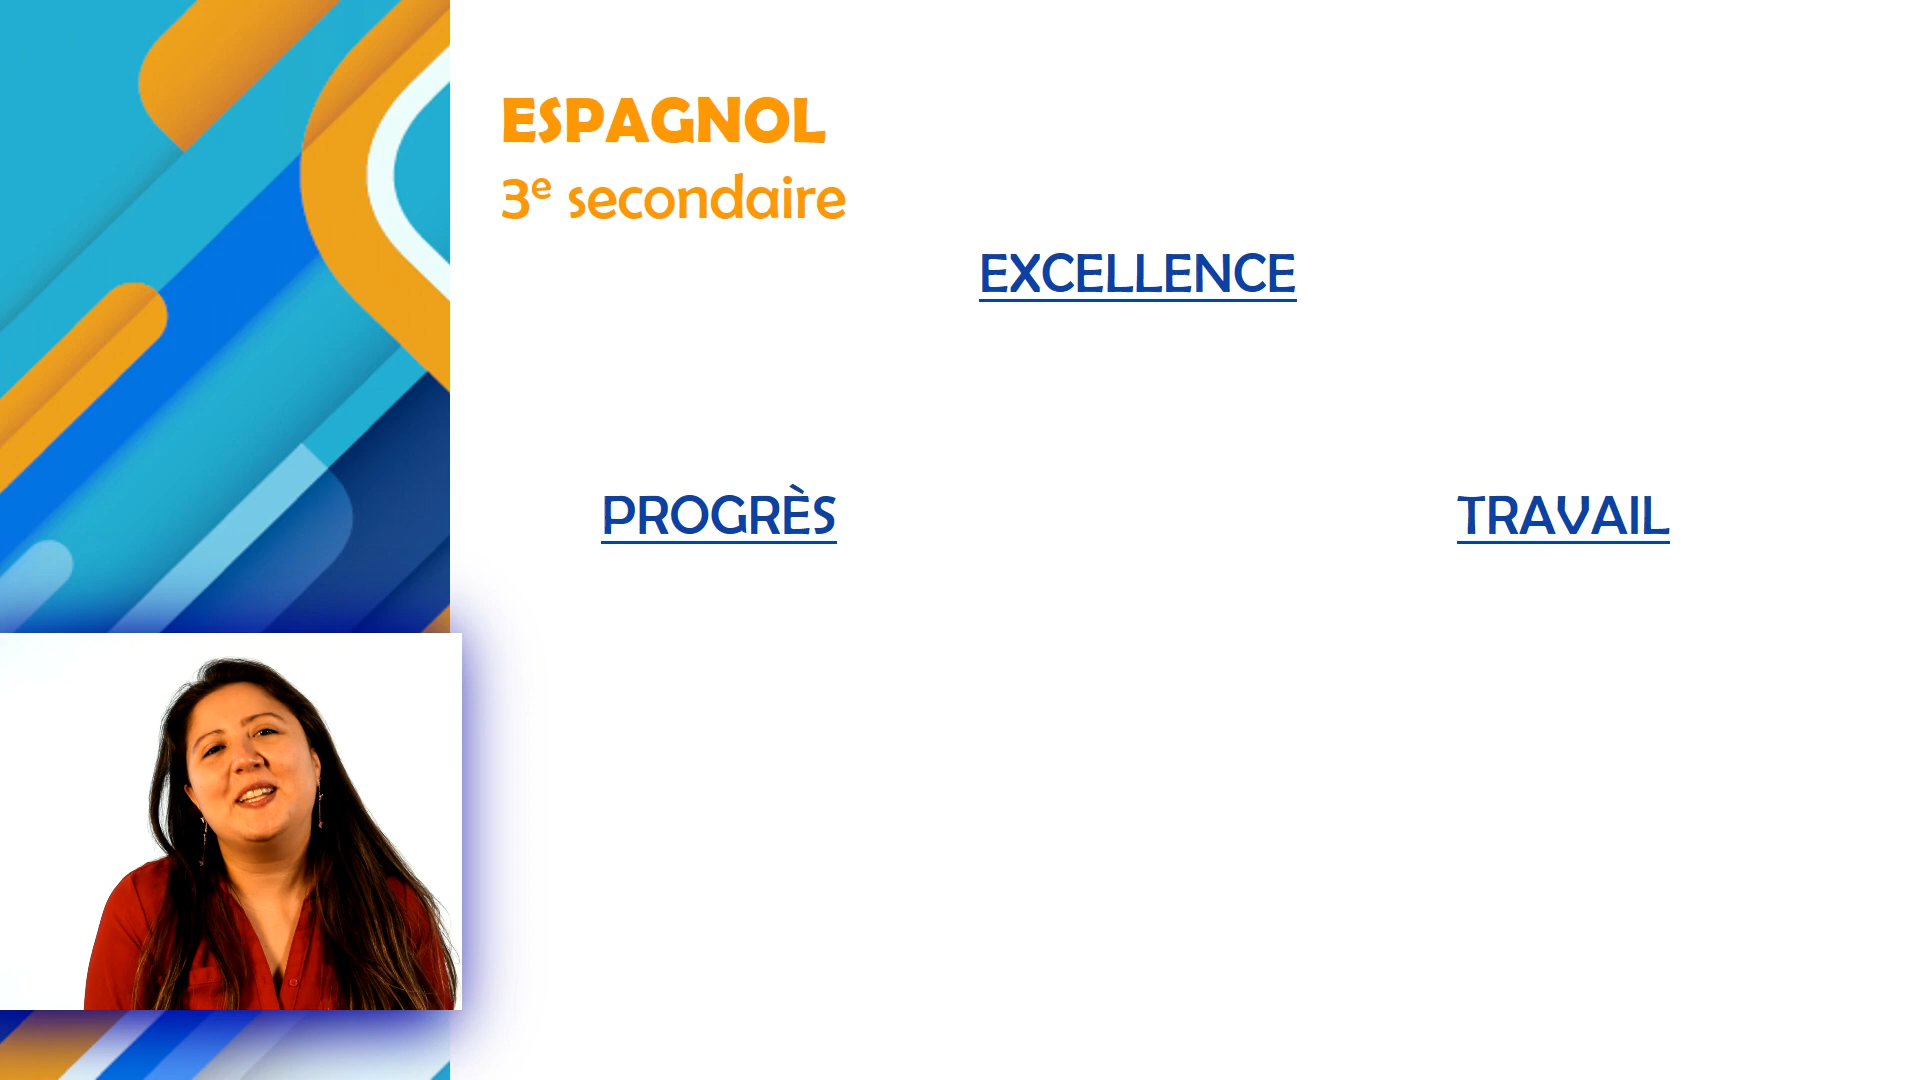 ESPAGNOL
3e secondaire
EXCELLENCE
PROGRÈS
TRAVAIL